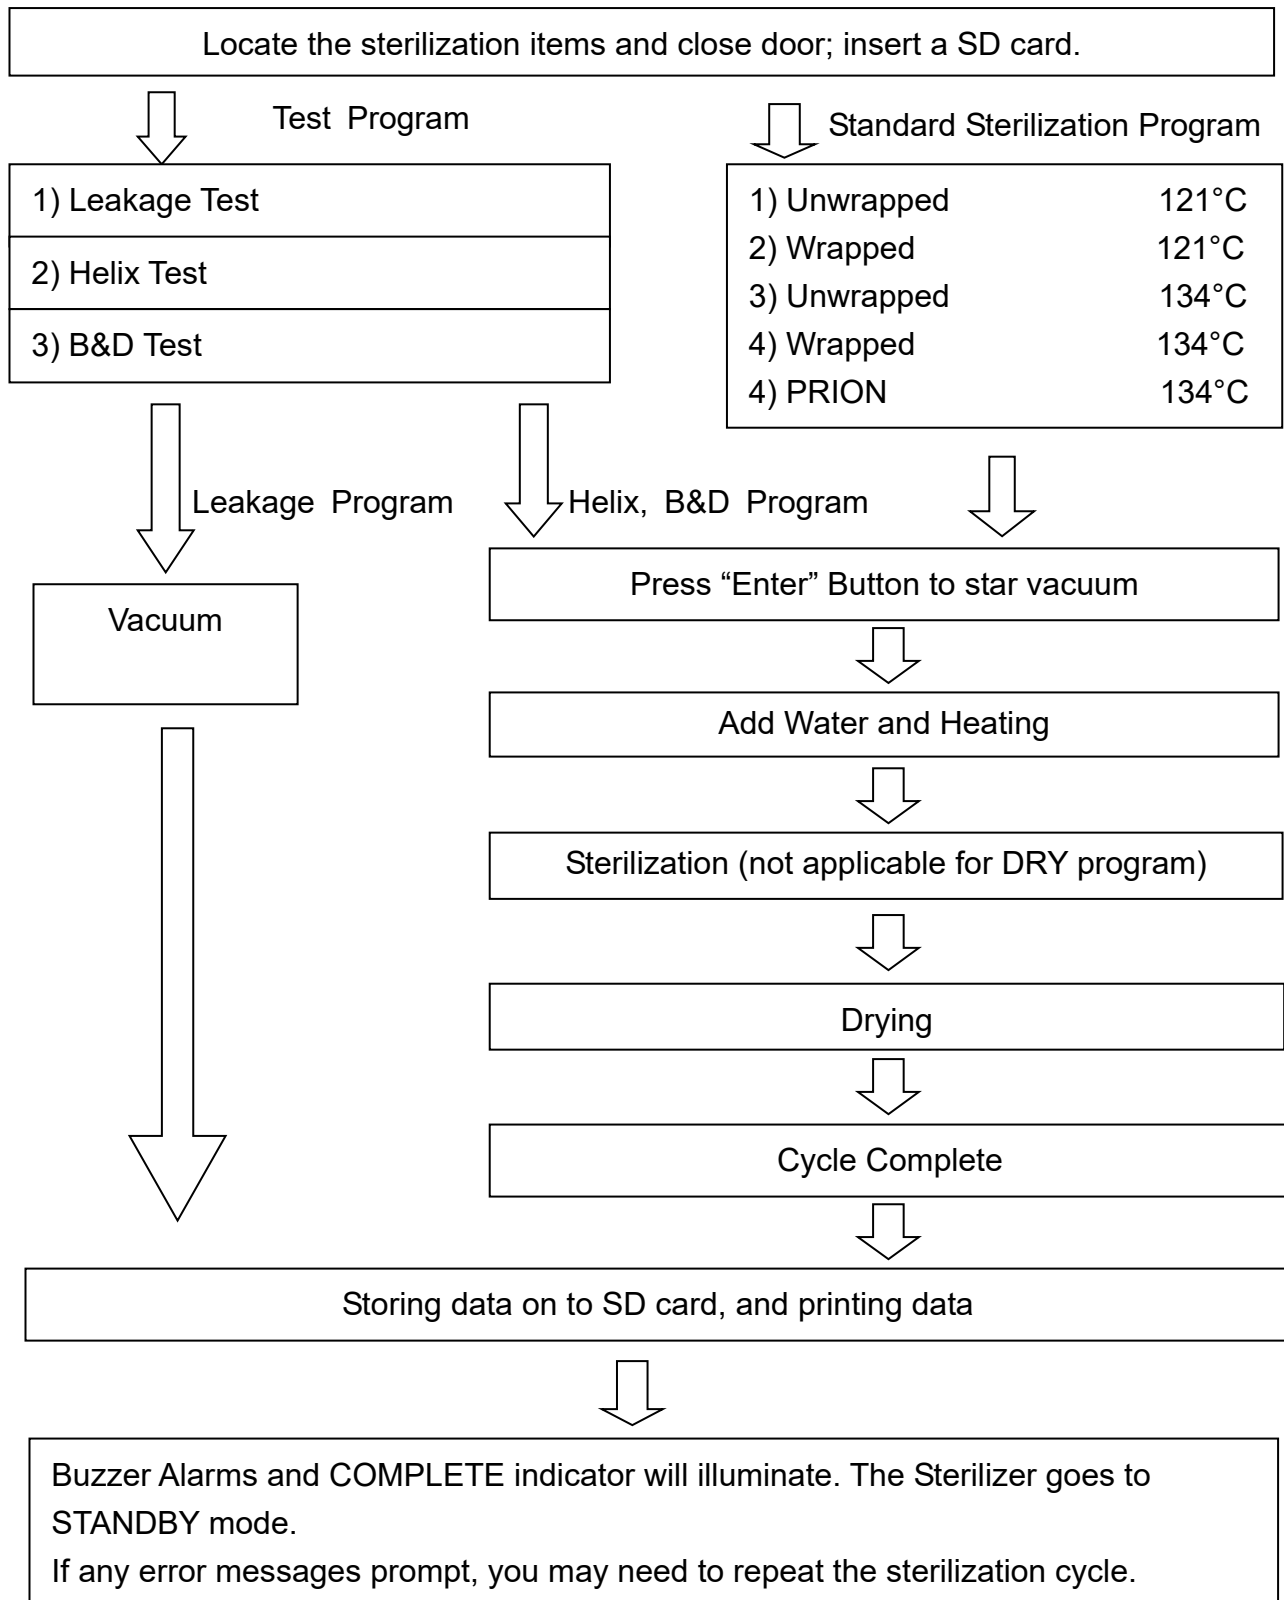 Locate the sterilization items and close door; insert a SD card.
Test Program
Standard Sterilization Program
1) Leakage Test
2) Helix Test
3) B&D Test
1) Unwrapped 121°C
2) Wrapped 121°C
3) Unwrapped 134°C
4) Wrapped 134°C
4) PRION 134°C
Leakage Program
Helix, B&D Program
Vacuum
Press “Enter” Button to star vacuum
Add Water and Heating
Sterilization (not applicable for DRY program)
Drying
Cycle Complete
Storing data on to SD card, and printing data
Buzzer Alarms and COMPLETE indicator will illuminate. The Sterilizer goes to
STANDBY mode.
If any error messages prompt, you may need to repeat the sterilization cycle.